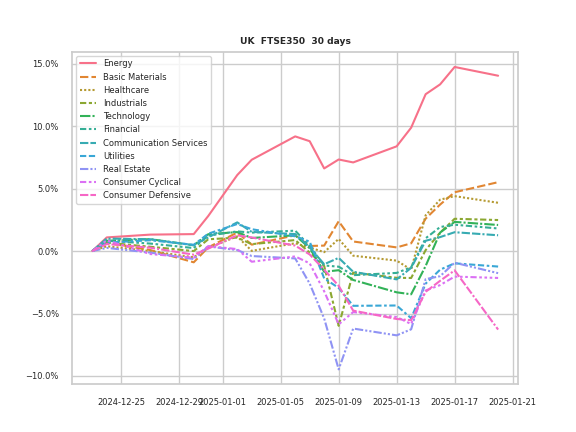 UK FTSE350 30 days
15.0%
10.0%
5.0%
0.0%
−5.0%
−10.0%
Energy
Basic Materials
Healthcare
Industrials
Technology
Financial
Communication Services
Utilities
Real Estate
Consumer Cyclical
Consumer Defensive
2024-12-25 2024-12-29 2025-01-01 2025-01-05 2025-01-09 2025-01-13 2025-01-17 2025-01-21